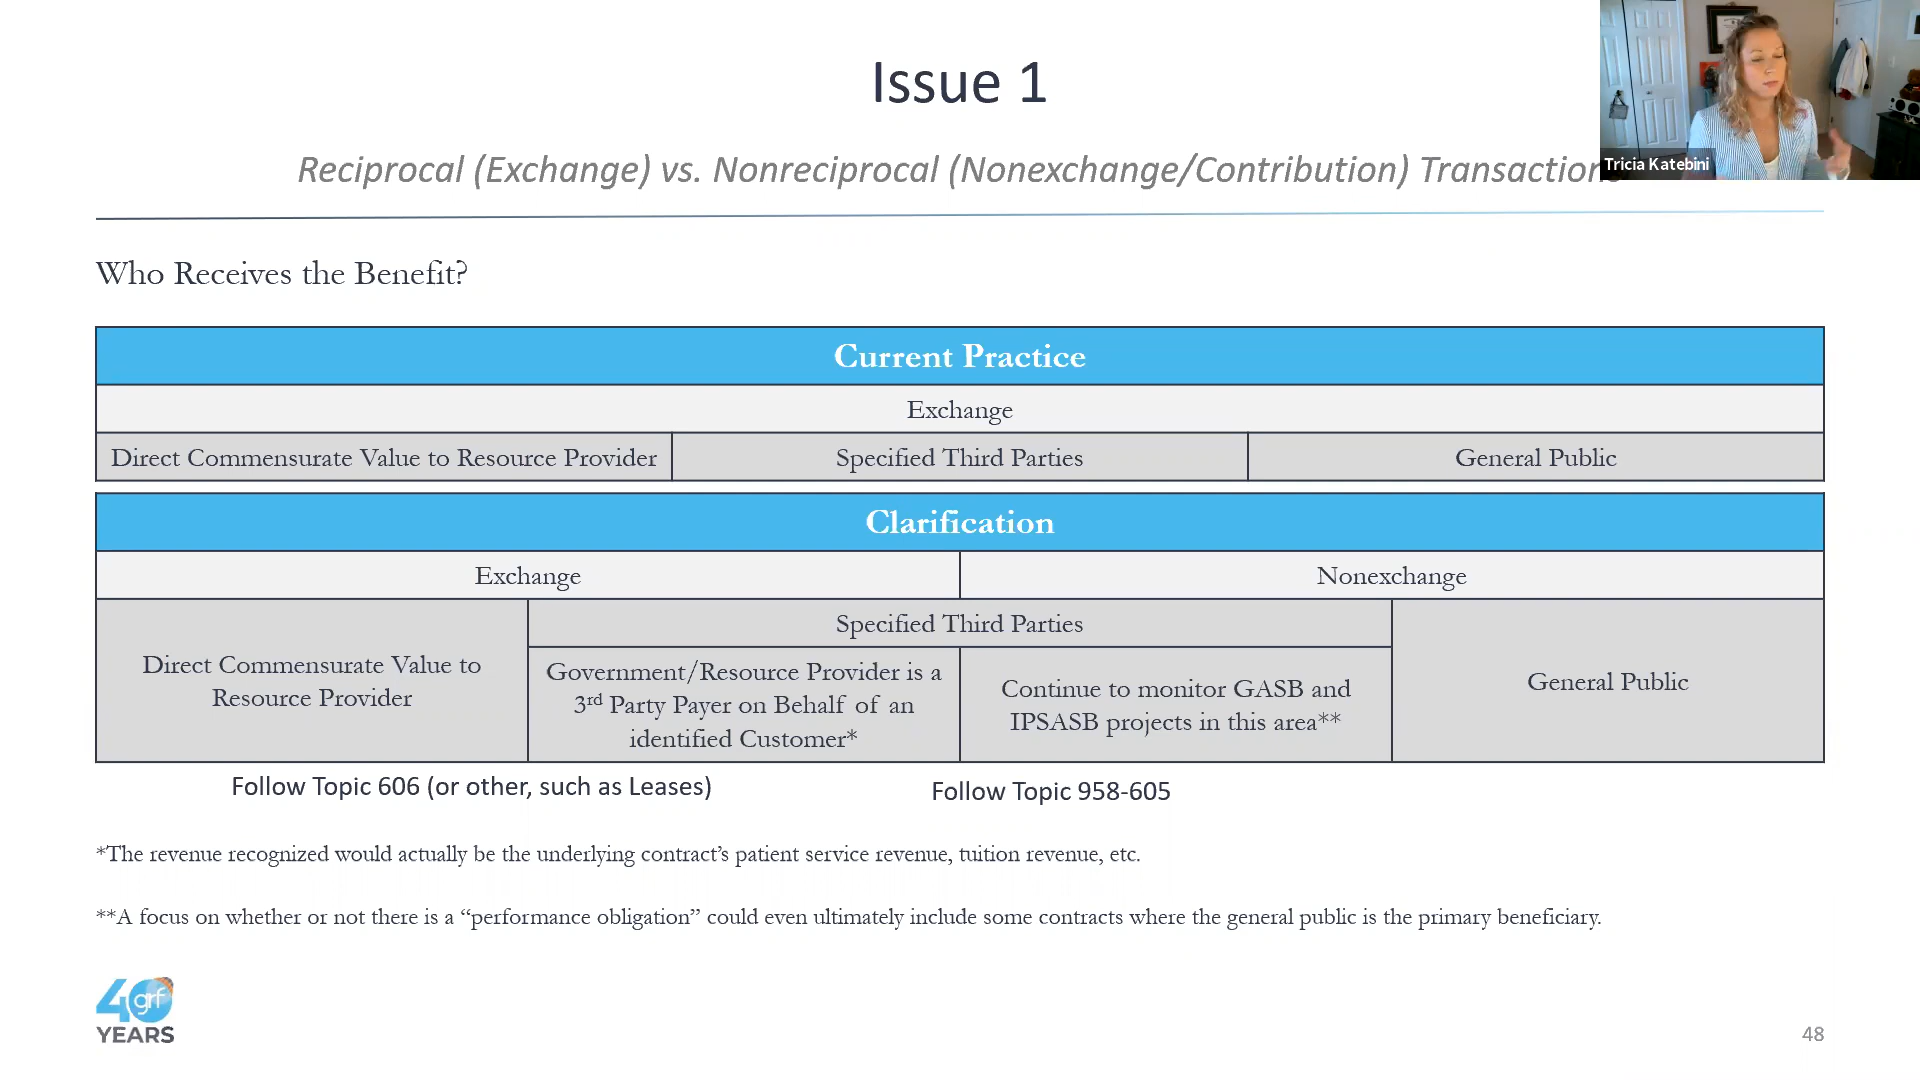 Issue 1
Reciprocal (Exchange) vs. Nonreciprocal (Nonexchange/Contribution) Transaction
Tricia Katebini
Who Receives the Benefit?
Current Practice
Exchange
Direct Commensurate Value to Resource Provider
Specified Third Parties
General Public
Clarification
Exchange
Nonexchange
Direct Commensurate Value to
Resource Provider
Specified Third Parties
Government/Resource Provider is a
3rd Party Payer on Behalf of an
identified Customer*
Continue to monitor GASB and
IPSASB projects in this area**
General Public
Follow Topic 606 (or other, such as Leases)
Follow Topic 958-605
*The revenue recognized would actually be the underlying contract’s patient service revenue, tuition revenue, etc.
**A focus on whether or not there is a “performance obligation” could even ultimately include some contracts where the general public is the primary beneficiary.
40 grf
YEARS
48